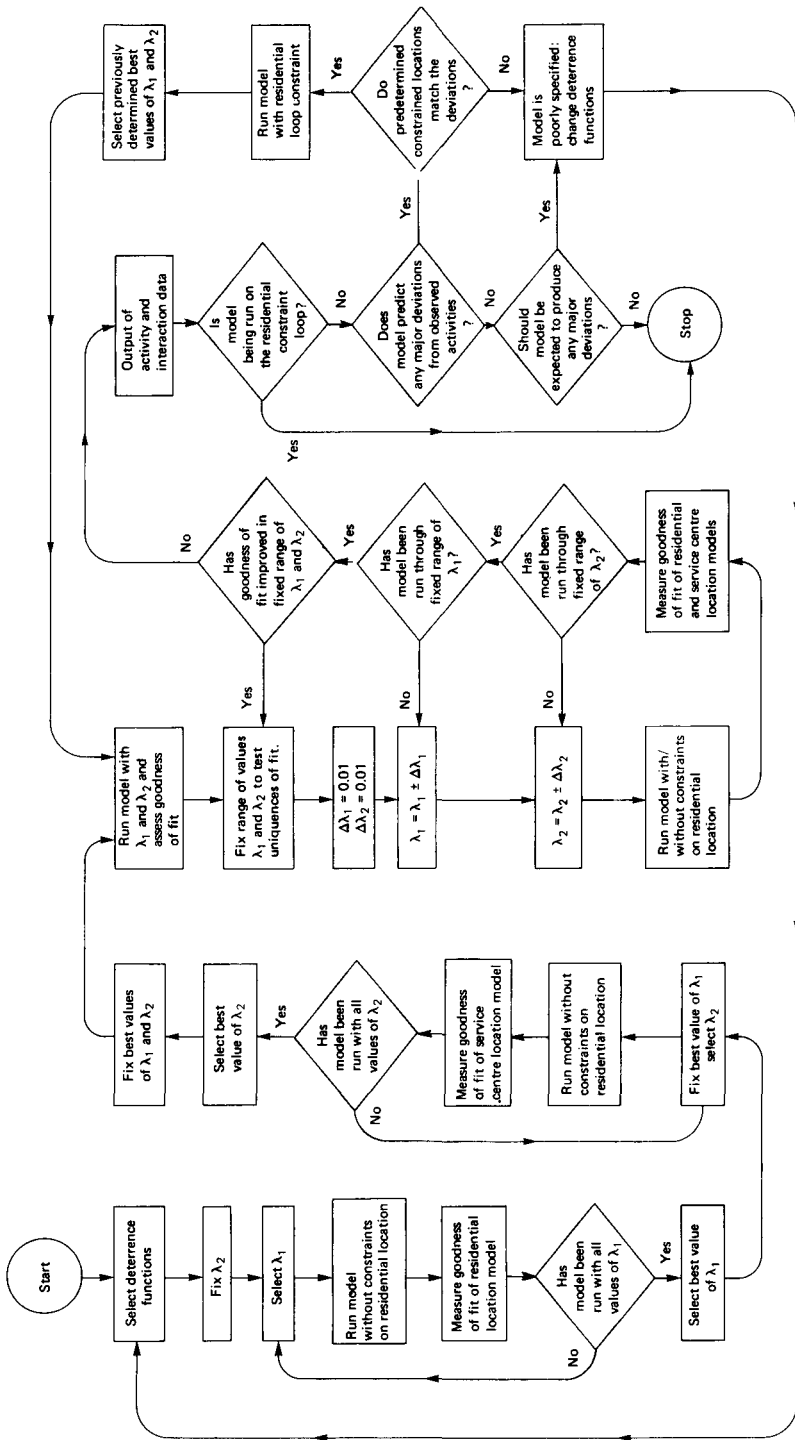 Start
Select deterrence
functions
Fix λ2
Select λ1
Run model
without constraints
on residential location
Measure goodness
of fit of residential
location model
Has
model been
run with all
values of λ1
No
Yes
Select best value
of λ1
Fix best value of λ1
select λ2
Run model without
constraints on
residential location
Measure goodness
of fit of service
centre location model
Has
model been
run with all
values of λ2
No
Yes
Select best
value of λ2
Fix best values
of λ1 and λ2
Run model with
λ1 and λ2 and
assess goodness
of fit
Fix range of values
λ1 and λ2 to test
uniquences of fit.
Δλ1 = 0.01
Δλ2 = 0.01
λ1 = λ1 ± Δλ1
λ2 = λ2 ± Δλ2
Run model with/
without constraints
on residential
location
Measure goodness
of fit of residential
and service centre
location models
Has
model been
run through
fixed range
of λ2?
No
Yes
Has
model been
run through
fixed range of
λ1?
No
Yes
Has
goodness of
fit improved in
fixed range of
λ1 and λ2
Yes
No
Output of
activity and
interaction data
Is
model
being run on
the residential
constraint
loop?
Yes
No
Does
model predict
any major deviations
from observed
activities
?
Yes
No
Should
model be
expected to produce
any major
deviations
?
Yes
No
Stop
Select previously
determined best
values of λ1 and λ2
Run model
with residential
loop constraint
Yes
Do
predetermined
constrained locations
match the
deviations
?
No
Model is
poorly specified:
change deterrence
functions